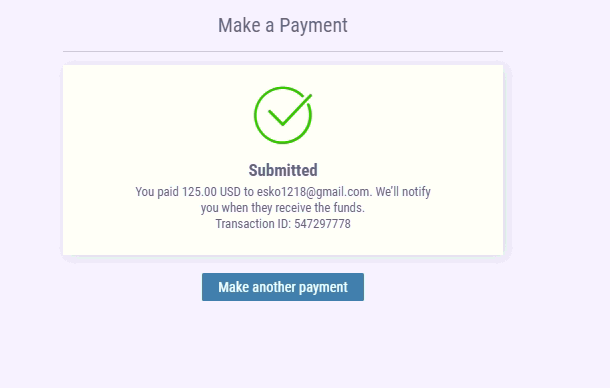 Make a Payment
Submitted
You paid 125.00 USD to esko1218@gmail.com. We'll notify
you when they receive the funds.
Transaction ID: 547297778
Make another payment